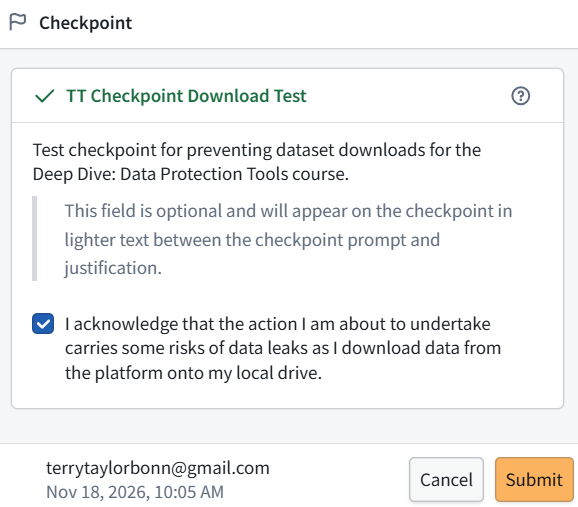 Checkpoint
TT Checkpoint Download Test
Test checkpoint for preventing dataset downloads for the
Deep Dive: Data Protection Tools course.
This field is optional and will appear on the checkpoint in
lighter text between the checkpoint prompt and
justification.
I acknowledge that the action I am about to undertake
carries some risks of data leaks as I download data from
the platform onto my local drive.
terrytaylorbonn@gmail.com
Nov 18, 2026, 10:05 AM
Cancel
Submit